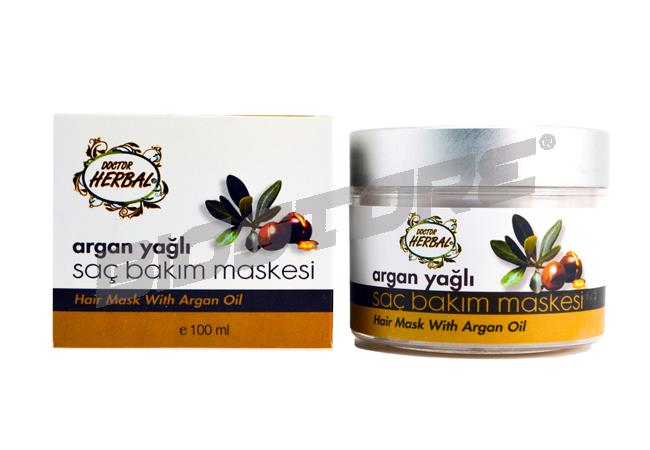 DOCTOR
HERBAL
argan yağlı
saç bakım maskesi
Hair Mask With Argan Oil
e 100 ml
DOCTOR
HERBAL
argan yağlı
saç bakım maskesi
Hair Mask With Argan Oil
BIOSTORE®